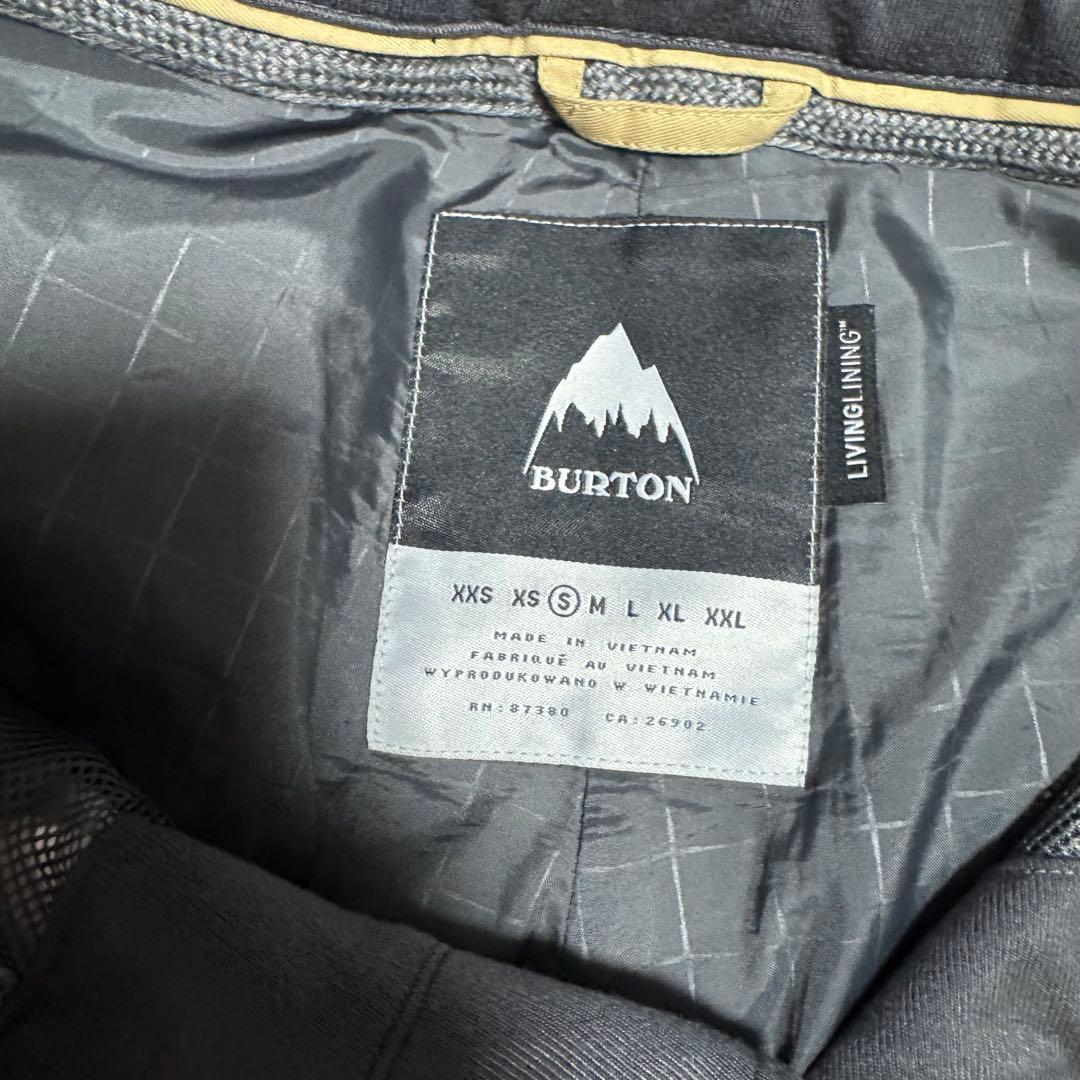 BURTON
LIVINGLINING™
XXS XS S M L XL XXL
MADE IN VIETNAM
FABRIQUÉ AU VIETNAM
WYPRODUKOWANO W WIETNAMIE
RN:87380 CA:26902